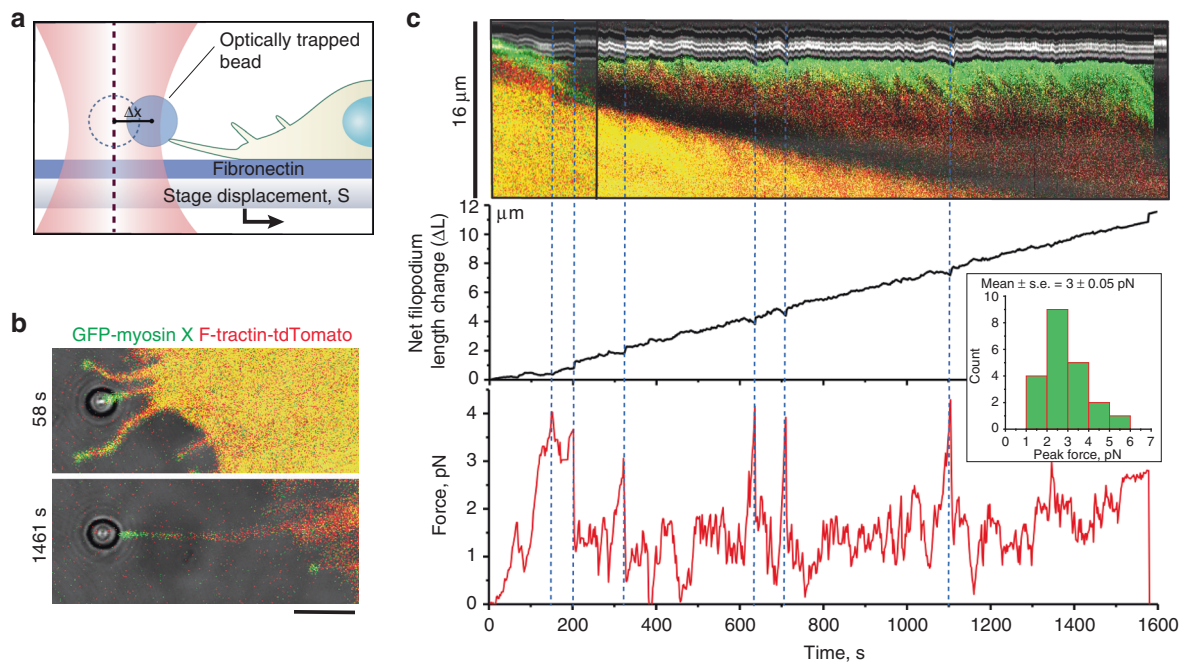 a
Optically trapped
bead
Δx
Fibronectin
Stage displacement, S
b
GFP-myosin X F-tractin-tdTomato
58 s
1461 s
c
16 μm
μm
Net filopodium
length change (ΔL)
12
10
8
6
4
2
0
Mean ± s.e. = 3 ± 0.05 pN
Count
10
8
6
4
2
0
0 1 2 3 4 5 6 7
Peak force, pN
Force, pN
4
3
2
1
0
0 200 400 600 800 1000 1200 1400 1600
Time, s